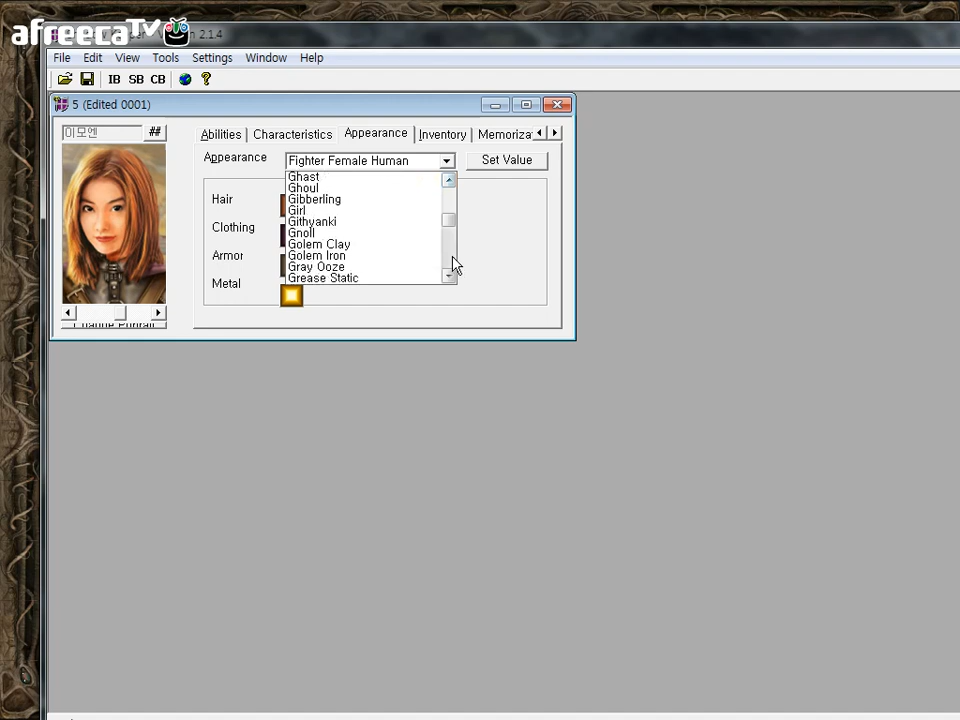 afreecaTV
2.1.4
File Edit View Tools Settings Window Help
IB SB CB ?
5 (Edited 0001)
이모엔 ##
Abilities Characteristics Appearance Inventory Memoriza
Appearance Fighter Female Human Set Value
Ghast
Ghoul
Gibberling
Girl
Githyanki
Gnoll
Golem Clay
Golem Iron
Gray Ooze
Grease Static
Hair
Clothing
Armor
Metal